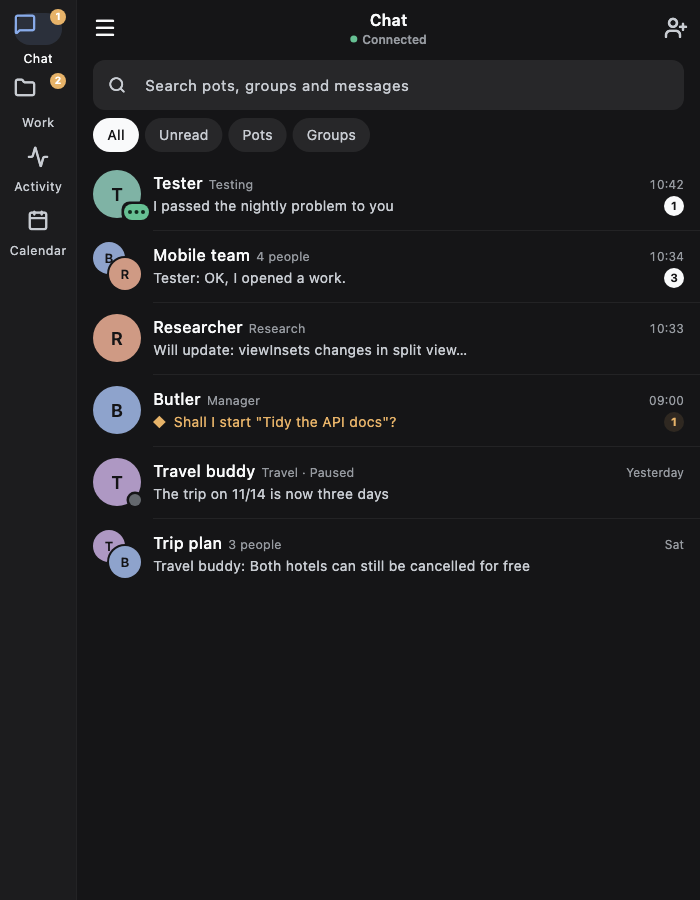 1
Chat
2
Work
Activity
Calendar
Chat
Connected
Search pots, groups and messages
All
Unread
Pots
Groups
T
Tester Testing 10:42
I passed the nightly problem to you 1
B
R
Mobile team 4 people 10:34
Tester: OK, I opened a work. 3
R
Researcher Research 10:33
Will update: viewInsets changes in split view…
B
Butler Manager 09:00
Shall I start "Tidy the API docs"? 1
T
Travel buddy Travel · Paused Yesterday
The trip on 11/14 is now three days
T
B
Trip plan 3 people Sat
Travel buddy: Both hotels can still be cancelled for free